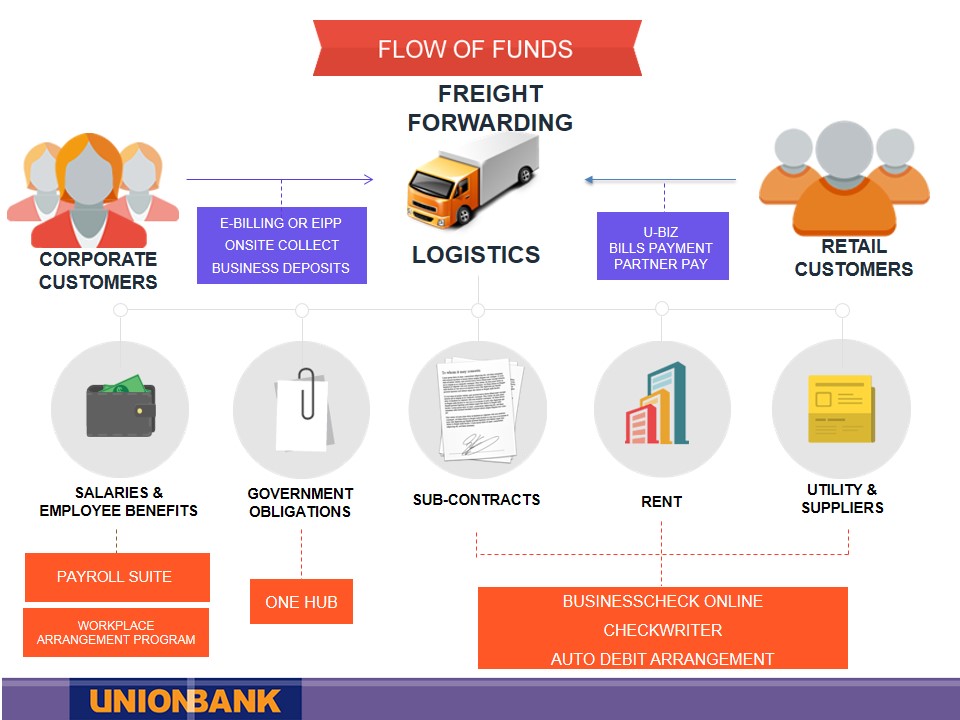 FLOW OF FUNDS
FREIGHT
FORWARDING
LOGISTICS
CORPORATE
CUSTOMERS
E-BILLING OR EIPP
ONSITE COLLECT
BUSINESS DEPOSITS
U-BIZ
BILLS PAYMENT
PARTNER PAY
RETAIL
CUSTOMERS
SALARIES &
EMPLOYEE BENEFITS
GOVERNMENT
OBLIGATIONS
SUB-CONTRACTS
RENT
UTILITY &
SUPPLIERS
PAYROLL SUITE
WORKPLACE
ARRANGEMENT PROGRAM
ONE HUB
BUSINESSCHECK ONLINE
CHECKWRITER
AUTO DEBIT ARRANGEMENT
UNIONBANK